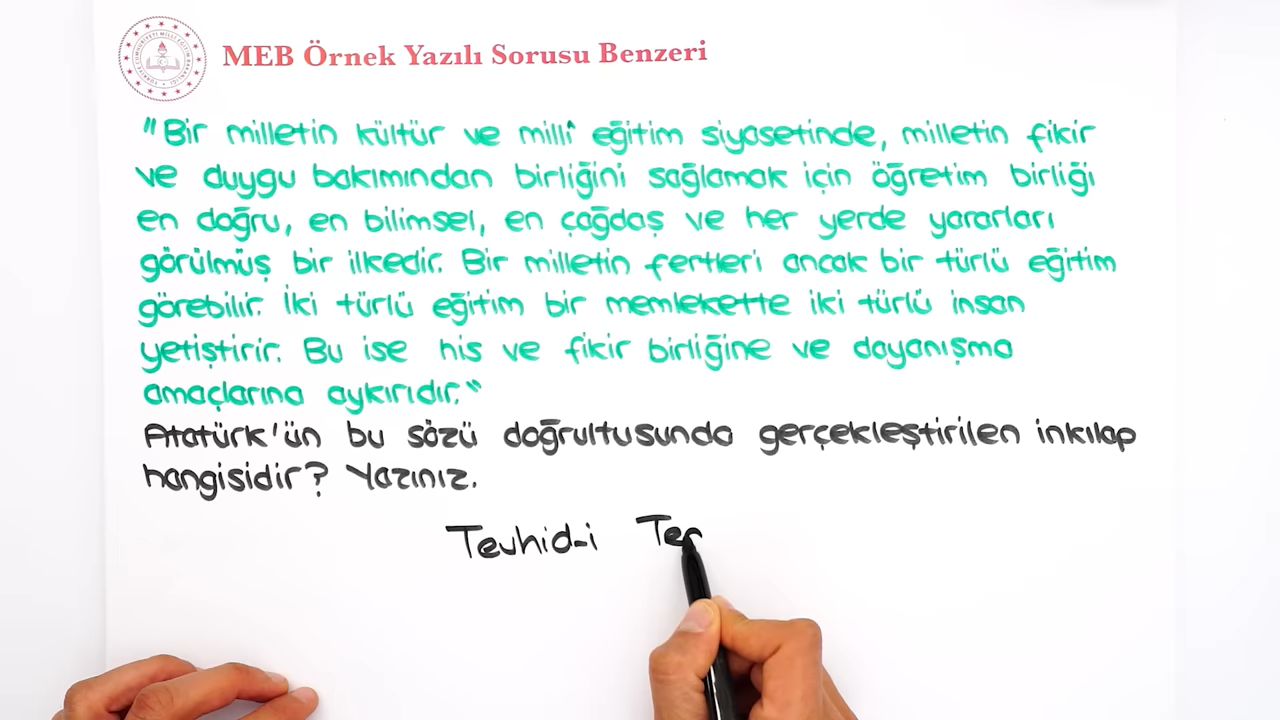 MEB Örnek Yazılı Sorusu Benzeri
"Bir milletin kültür ve millî eğitim siyasetinde, milletin fikir
ve duygu bakımından birliğini sağlamak için öğretim birliği
en doğru, en bilimsel, en çağdaş ve her yerde yararları
görülmüş bir ilkedir. Bir milletin fertleri ancak bir türlü eğitim
görebilir. İki türlü eğitim bir memlekette iki türlü insan
yetiştirir. Bu ise his ve fikir birliğine ve dayanışma
amaçlarına aykırıdır."
Atatürk'ün bu sözü doğrultusunda gerçekleştirilen inkılap
hangisidir? Yazınız.
Tevhid-i Ted